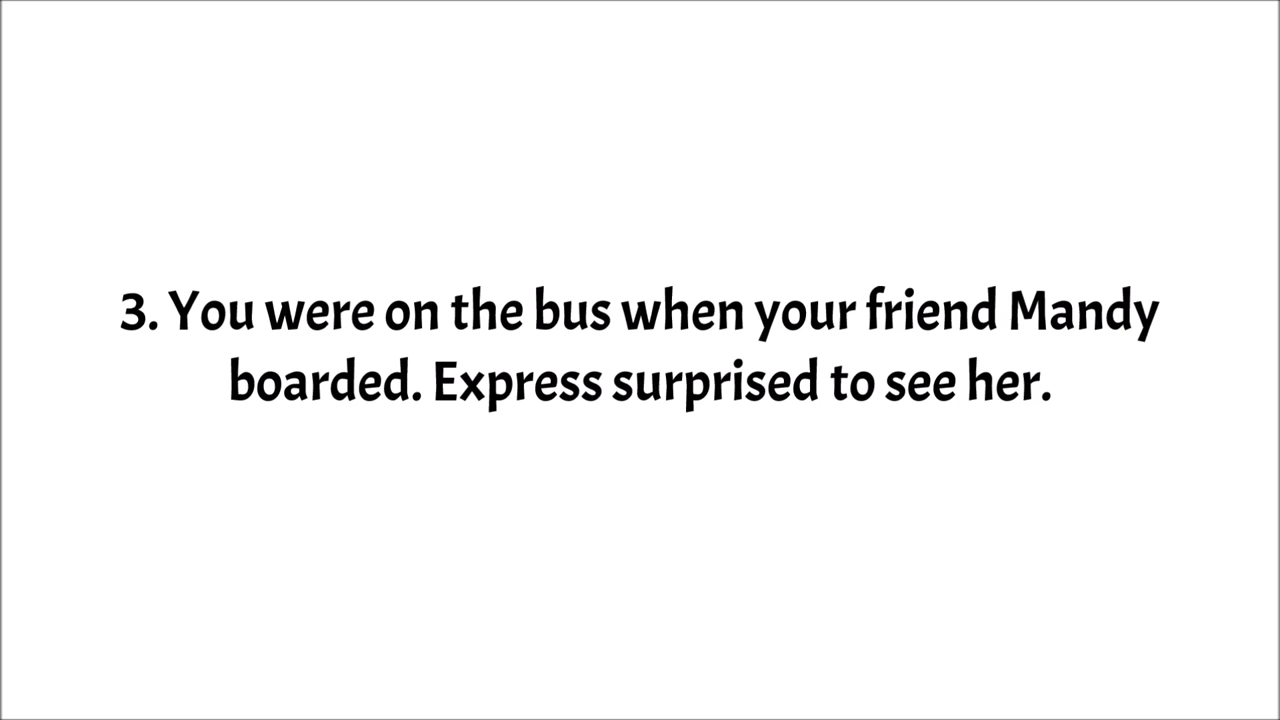 3. You were on the bus when your friend Mandy
boarded. Express surprised to see her.